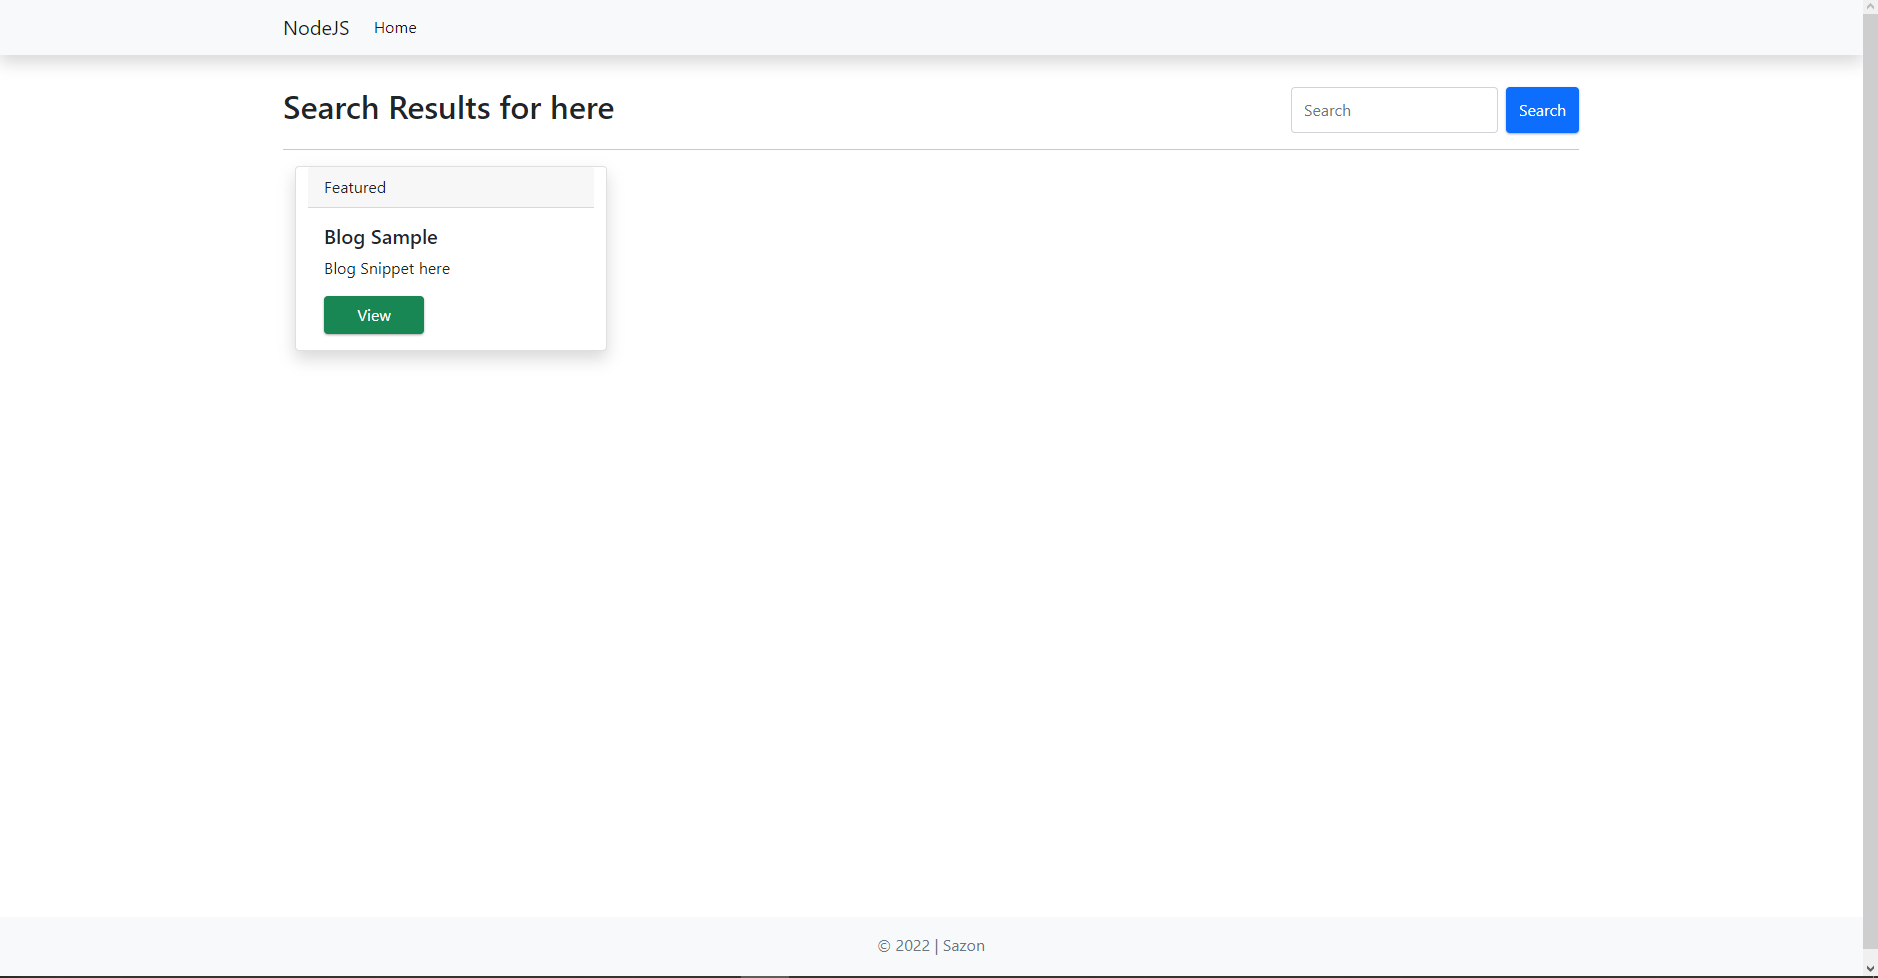 NodeJS Home
Search Results for here
Search Search
Featured
Blog Sample
Blog Snippet here
View
© 2022 | Sazon